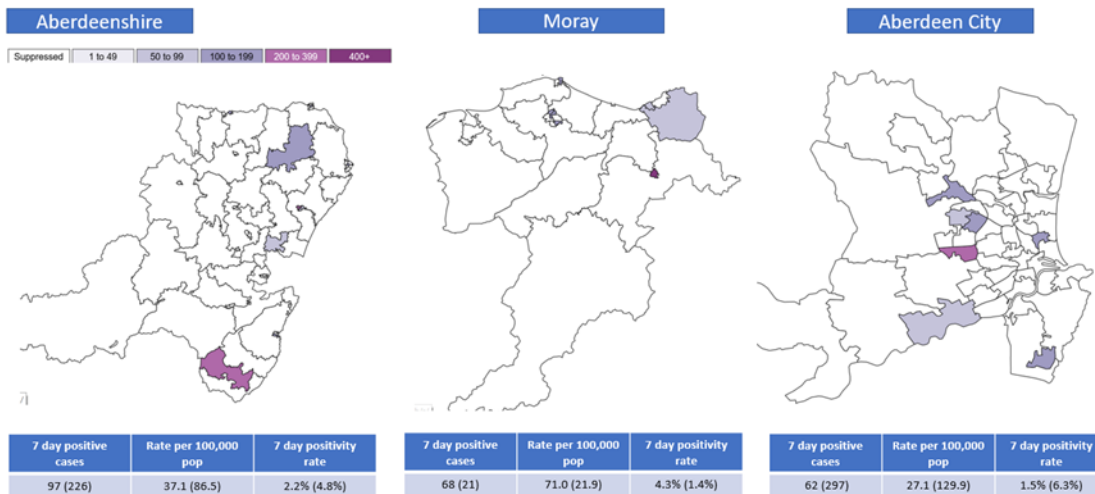 Aberdeenshire
Moray
Aberdeen City
Suppressed 1 to 49 50 to 99 100 to 199 200 to 399 400+
7 day positive cases
Rate per 100,000 pop
7 day positivity rate
97 (226) 37.1 (86.5) 2.2% (4.8%)
7 day positive cases
Rate per 100,000 pop
7 day positivity rate
68 (21) 71.0 (21.9) 4.3% (1.4%)
7 day positive cases
Rate per 100,000 pop
7 day positivity rate
62 (297) 27.1 (129.9) 1.5% (6.3%)